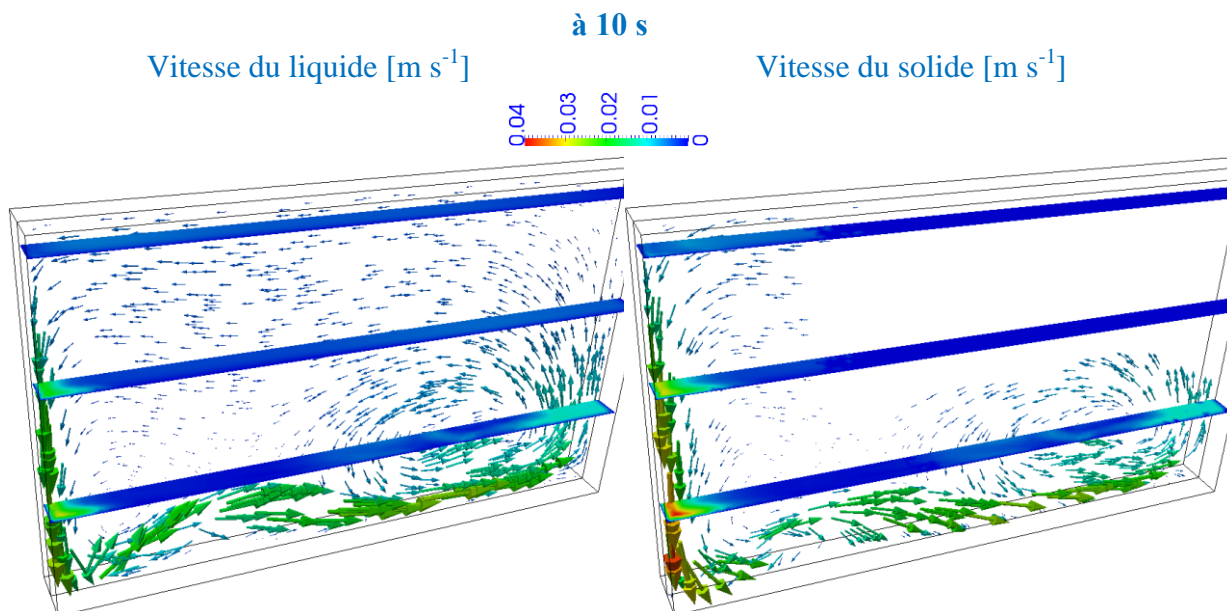 à 10 s
Vitesse du liquide [m s-1]
Vitesse du solide [m s-1]
0.04 0.03 0.02 0.01 0